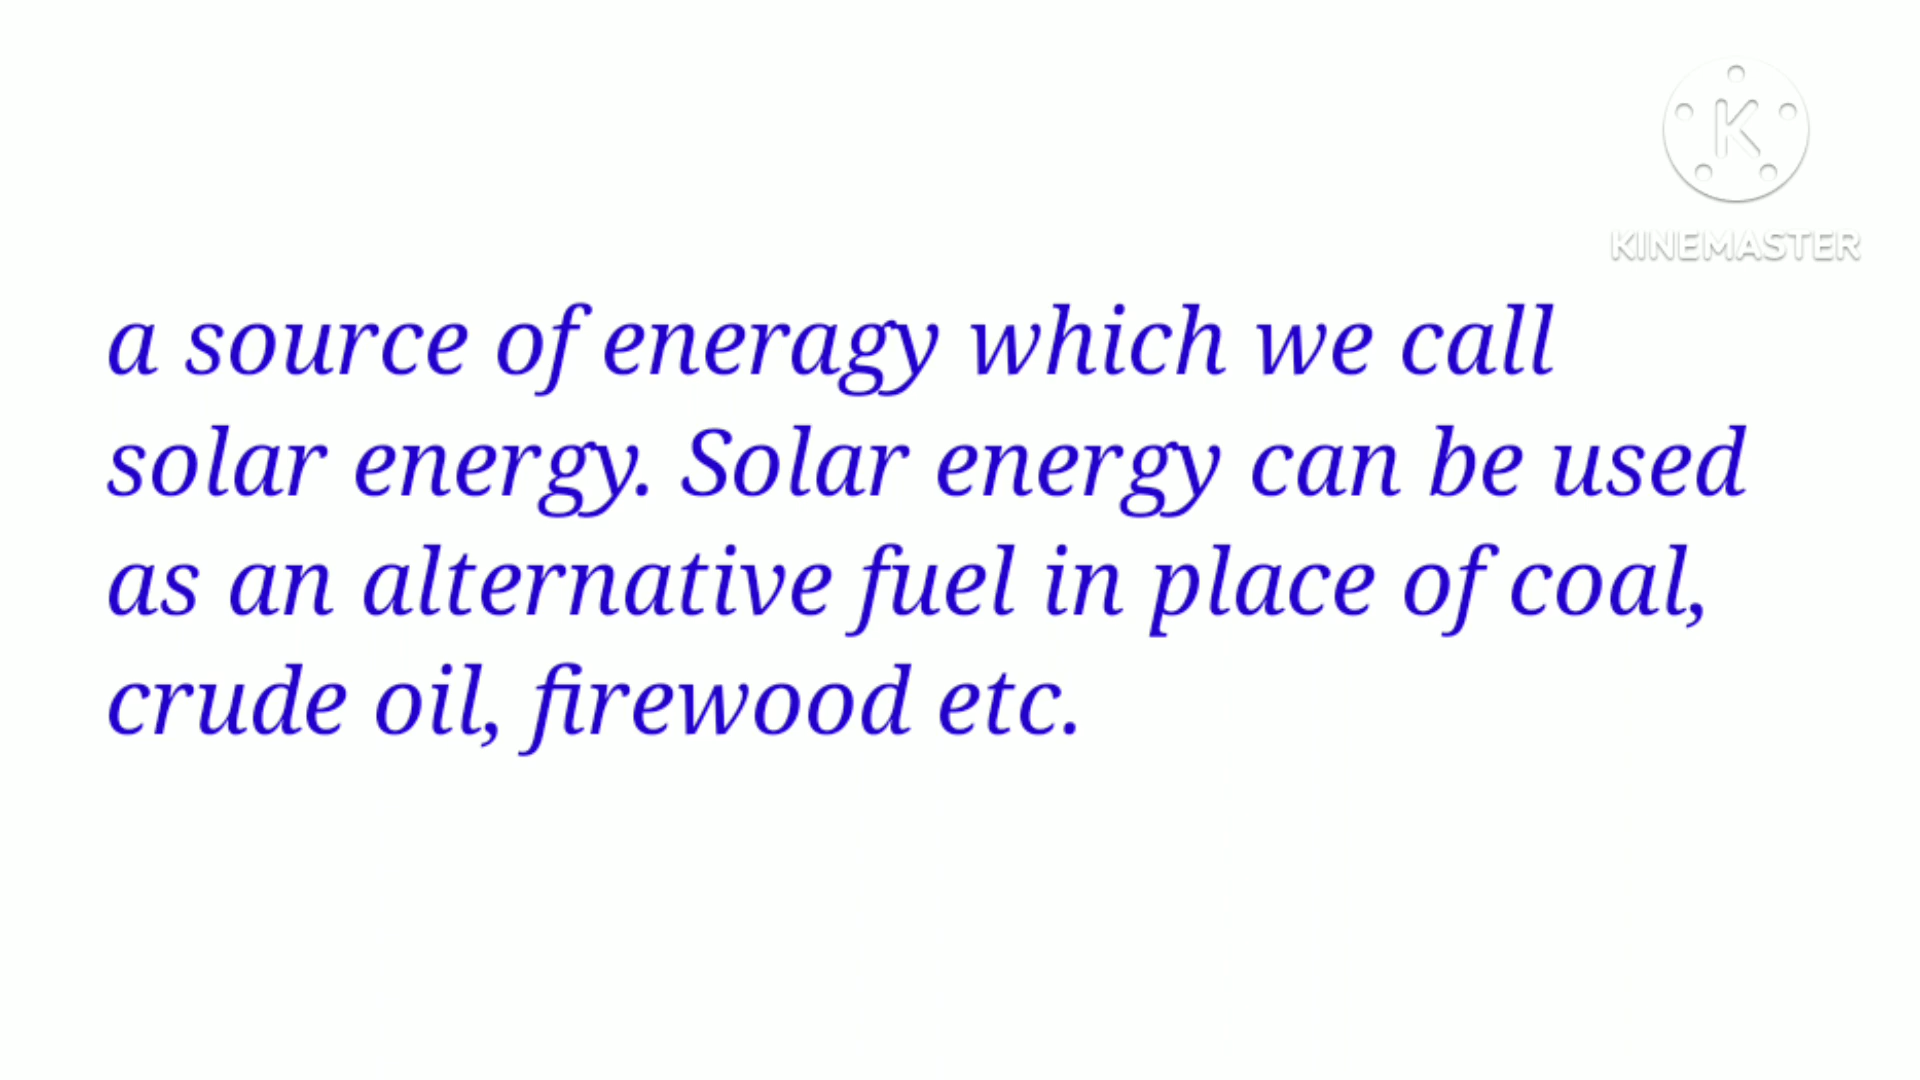 K
KINEMASTER
a source of eneragy which we call
solar energy. Solar energy can be used
as an alternative fuel in place of coal,
crude oil, firewood etc.